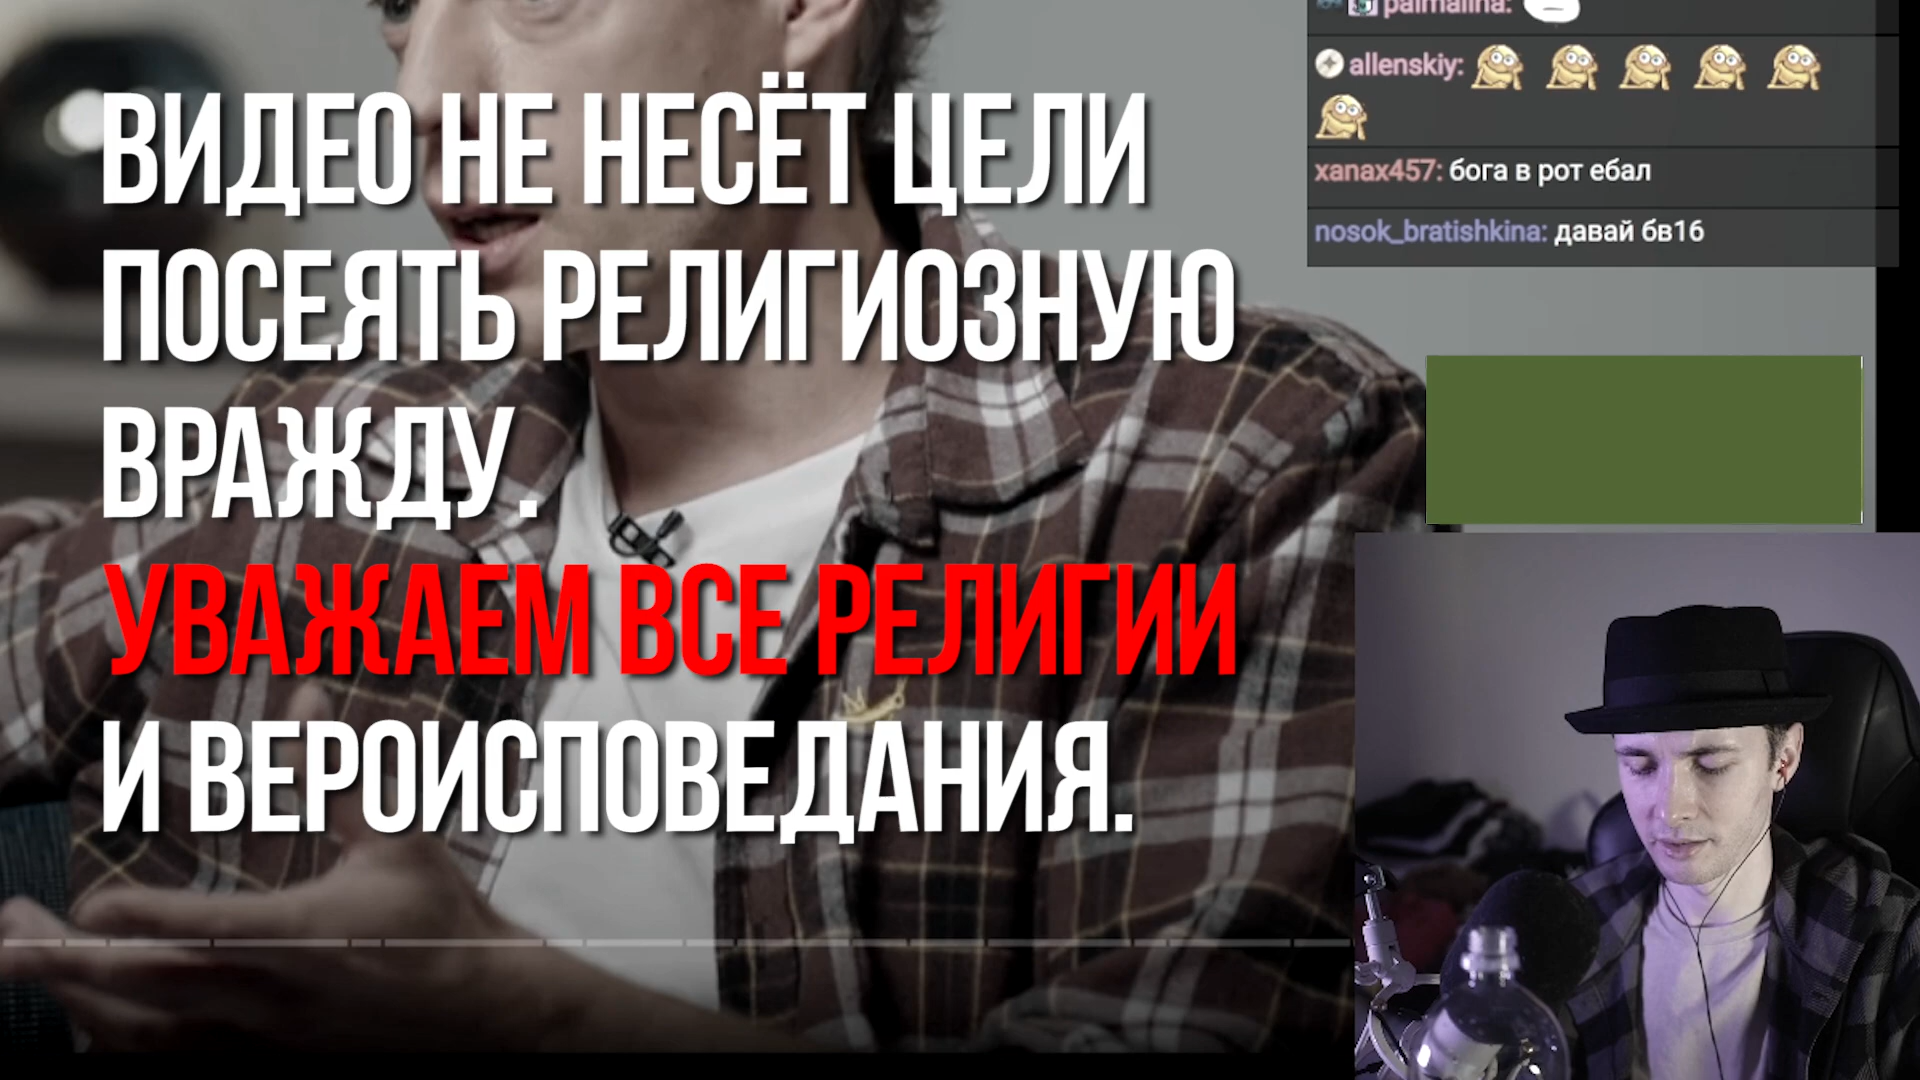 ВИДЕО НЕ НЕСЁТ ЦЕЛИ
ПОСЕЯТЬ РЕЛИГИОЗНУЮ
ВРАЖДУ.
УВАЖАЕМ ВСЕ РЕЛИГИИ
И ВЕРОИСПОВЕДАНИЯ.
palmalina:
allenskiy:
xanax457: бога в рот ебал
nosok_bratishkina: давай бв16